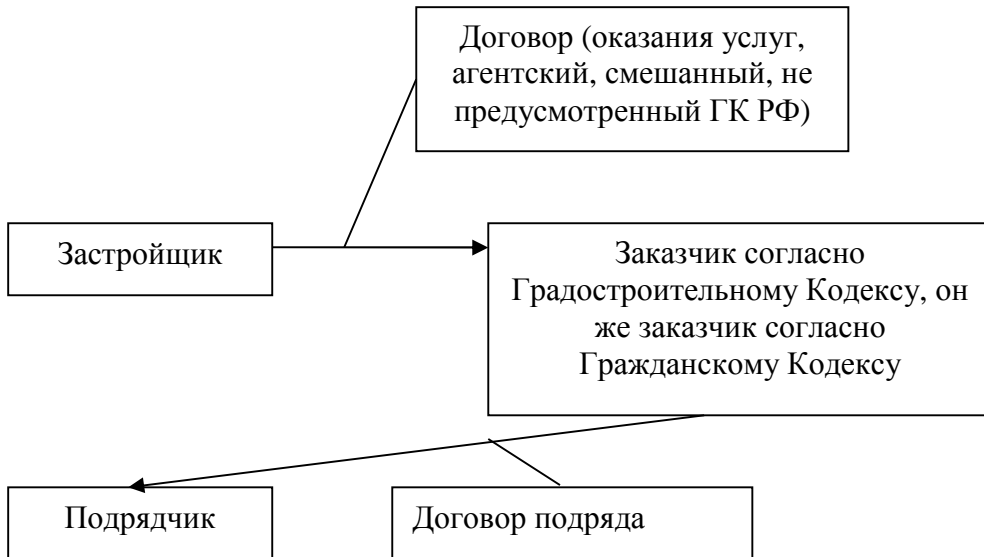 Договор (оказания услуг,
агентский, смешанный, не
предусмотренный ГК РФ)
Застройщик
Заказчик согласно
Градостроительному Кодексу, он
же заказчик согласно
Гражданскому Кодексу
Подрядчик
Договор подряда